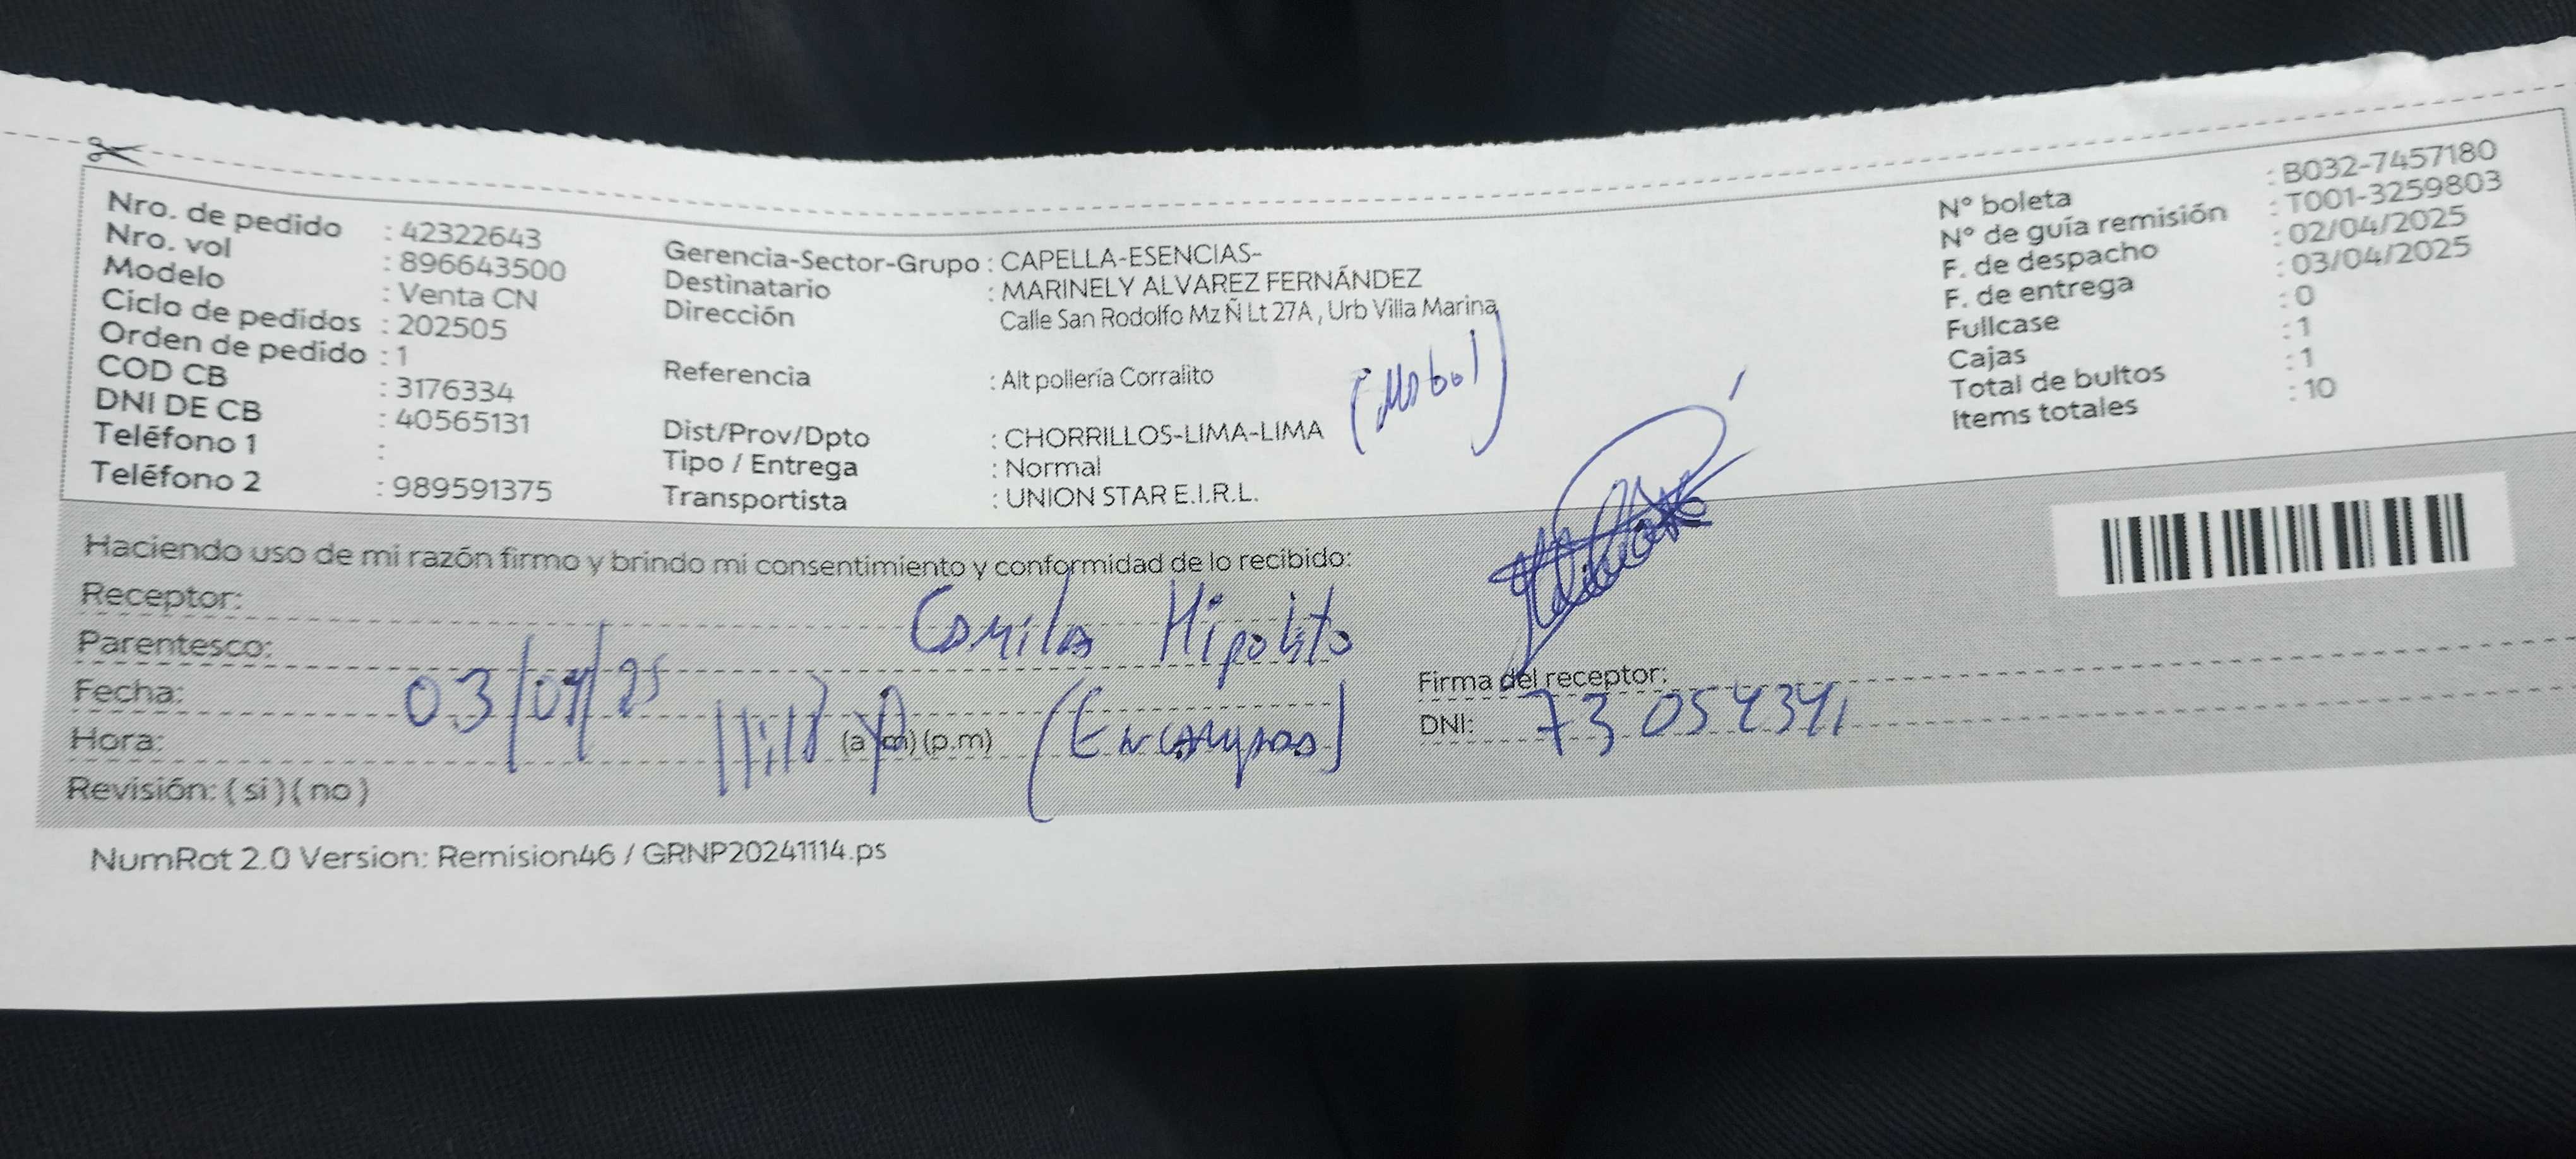 Nro. de pedido : 42322643
Nro. vol : 896643500
Modelo : Venta CN
Ciclo de pedidos : 202505
Orden de pedido : 1
COD CB : 3176334
DNI DE CB : 40565131
Teléfono 1 :
Teléfono 2 : 989591375
Gerencia-Sector-Grupo : CAPELLA-ESENCIAS-
Destinatario : MARINELY ALVAREZ FERNÁNDEZ
Dirección Calle San Rodolfo Mz Ñ Lt 27A , Urb Villa Marina
Referencia : Alt pollería Corralito
Dist/Prov/Dpto : CHORRILLOS-LIMA-LIMA
Tipo / Entrega : Normal
Transportista : UNION STAR E.I.R.L.
N° boleta : B032-7457180
N° de guía remisión : T001-3259803
F. de despacho : 02/04/2025
F. de entrega : 03/04/2025
Fullcase : 0
Cajas : 1
Total de bultos : 1
Items totales : 10
Haciendo uso de mi razón firmo y brindo mi consentimiento y conformidad de lo recibido:
Receptor: Hipolito
Parentesco:
Fecha: 03/04/25
Hora: (a.m) (p.m)
Revisión: ( si ) ( no )
Firma del receptor:
DNI: 73054341
NumRot 2.0 Version: Remision46 / GRNP20241114.ps